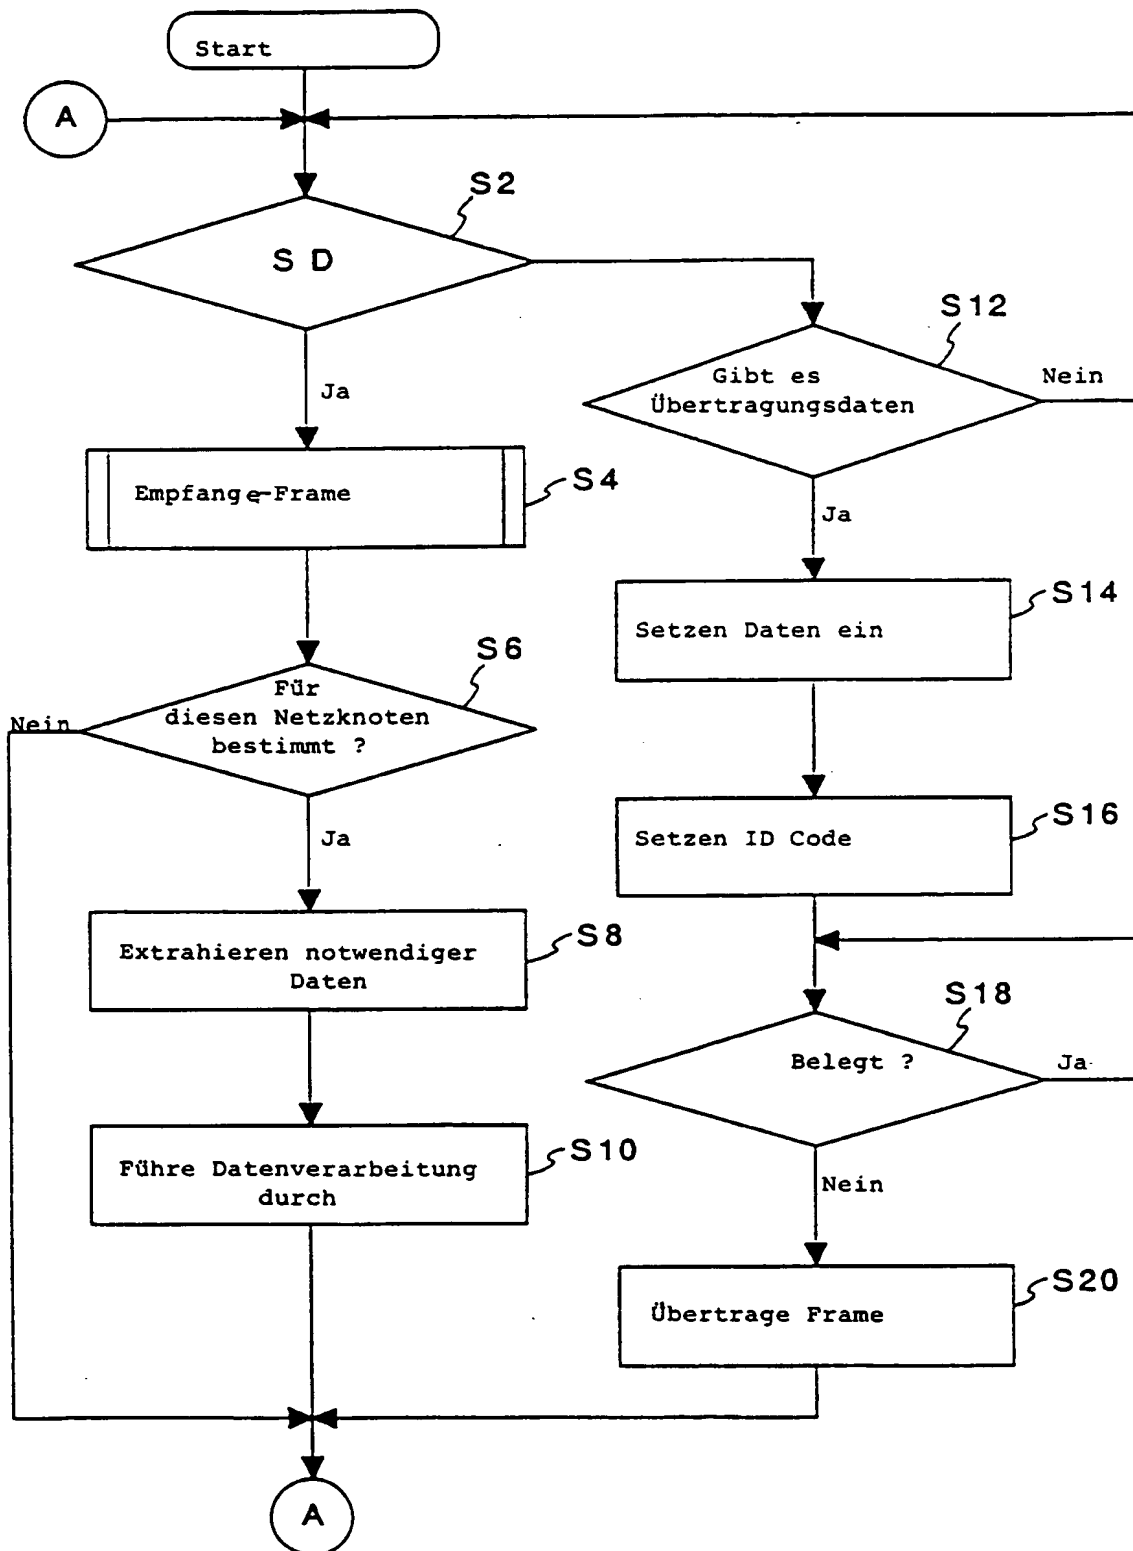 Start
A
S2
S D
S12
Gibt es
Übertragungsdaten
Nein
Ja
Empfange-Frame
S4
Ja
S14
Setzen Daten ein
S6
Für
diesen Netzknoten
bestimmt ?
Nein
Ja
S16
Setzen ID Code
S8
Extrahieren notwendiger
Daten
S18
Belegt ?
Ja
S10
Führe Datenverarbeitung
durch
Nein
S20
Übertrage Frame
A